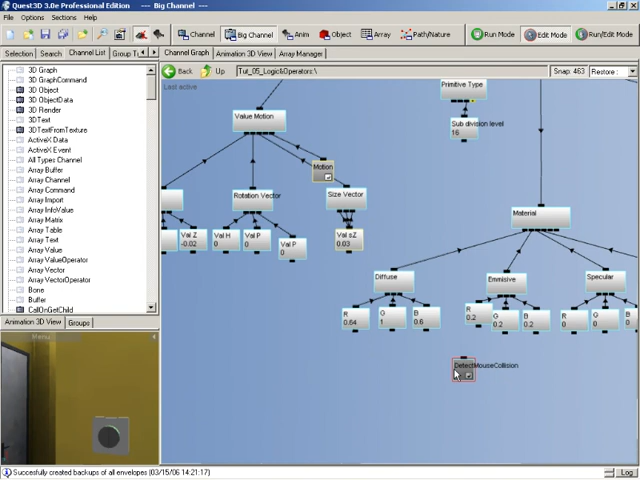 Quest3D 3.0e Professional Edition -- Big Channel
Options Sections Help
Channel Big Channel Anim Object Array Path/Nature Run Mode Edit Mode Run/Edit Mode
Selection Search Channel List Group Channel Graph Animation 3D View Array Manager
Back Up Tut_05_Logic&Operators:\ Snap: 463 Restore :
3D Graph
3D GraphCommand
3D Object
3D ObjectData
3D Render
3DText
3DTextFromTexture
ActiveX Data
ActiveX Event
All Types Channel
Array Buffer
Array Channel
Array Command
Array Import
Array InfoValue
Array Matrix
Array Table
Array Text
Array Value
Array ValueOperator
Array Vector
Array VectorOperator
Bone
Buffer
CallOnGetChild
Animation 3D View Groups
Menu
Last active
Primitive Type
Value Motion
Sub division level
16
Motion
Rotation Vector
Size Vector
Material
Val Z
-0.02
Val H
0
Val P
0
Val P
0
Val sZ
0.03
Diffuse
Emmisive
Specular
R
0.64
G
1
B
0.6
R
0.2
G
0.2
B
0.2
R
0
G
0
B
0
DetectMouseCollision
Succesfully created backups of all envelopes (03/15/06 14:21:17) Log